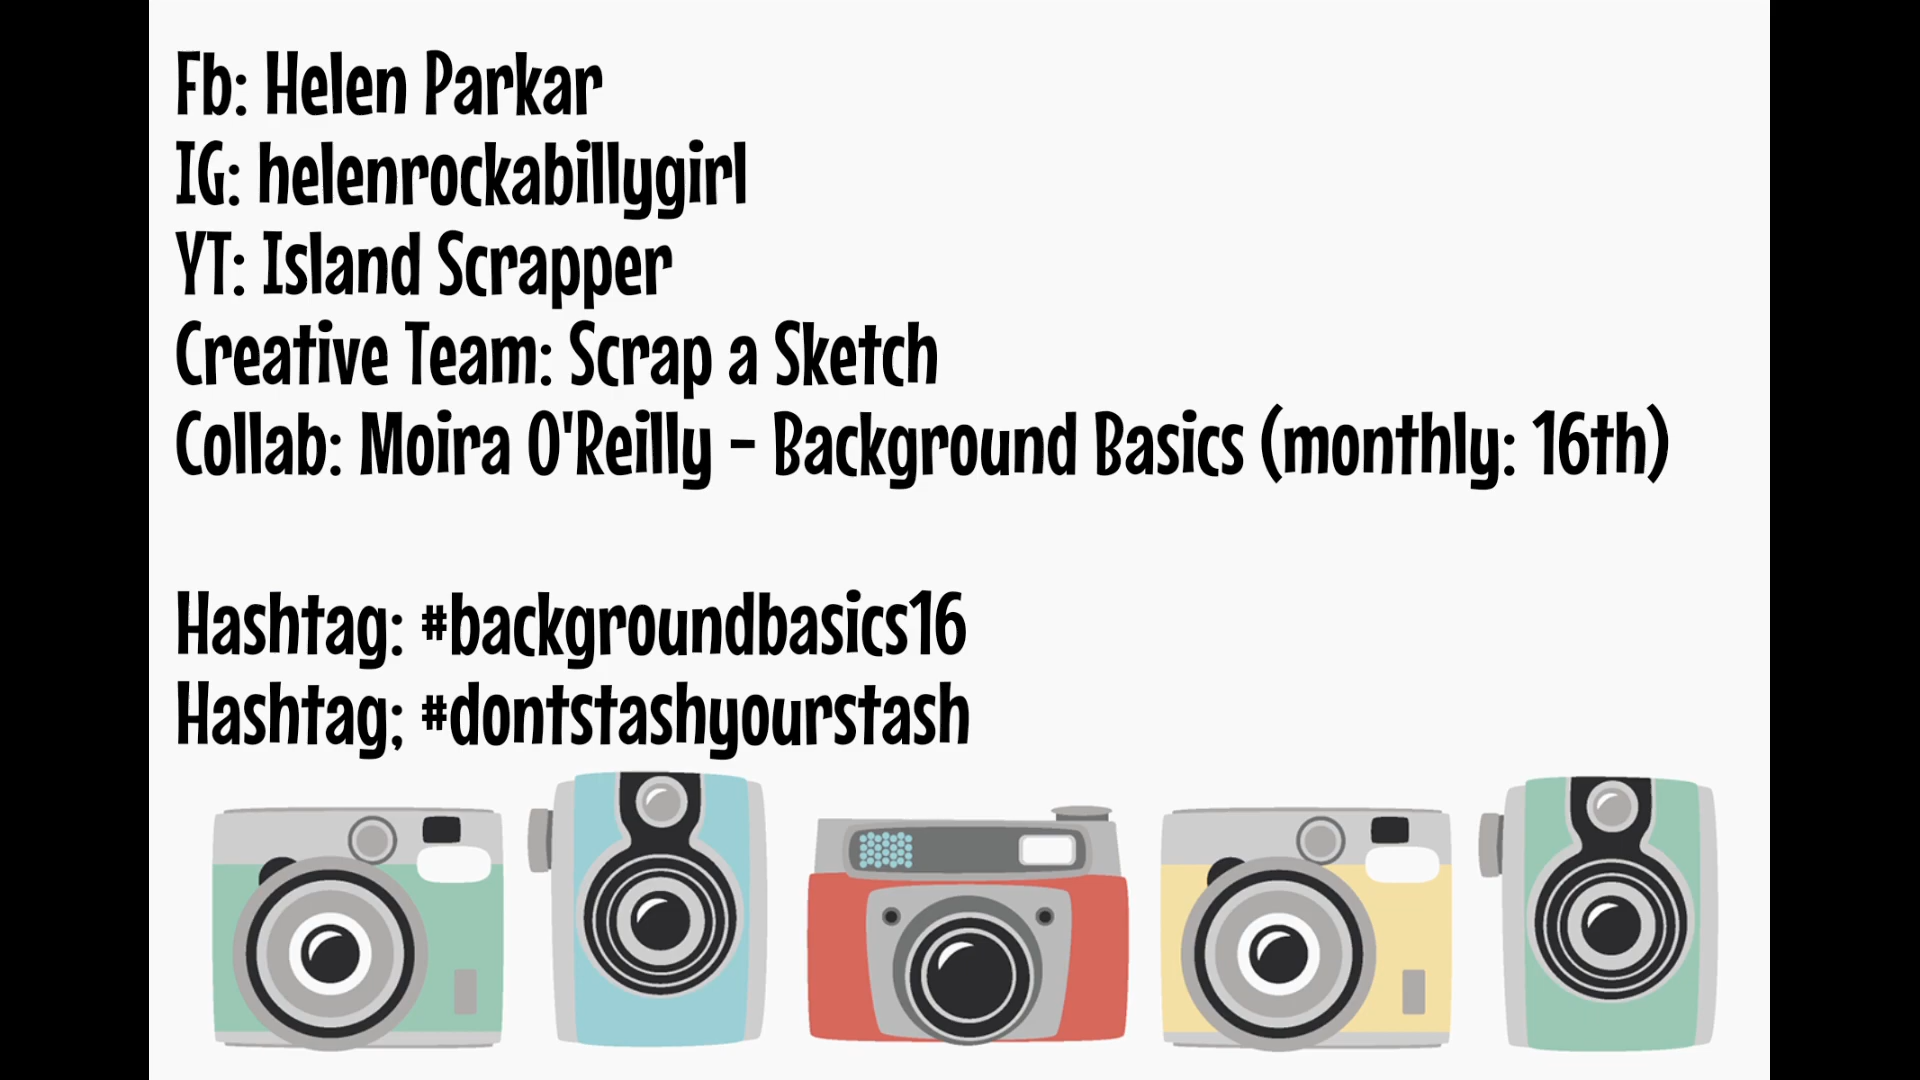 Fb: Helen Parkar
IG: helenrockabillygirl
YT: Island Scrapper
Creative Team: Scrap a Sketch
Collab: Moira O'Reilly - Background Basics (monthly: 16th)
Hashtag: #backgroundbasics16
Hashtag; #dontstashyourstash